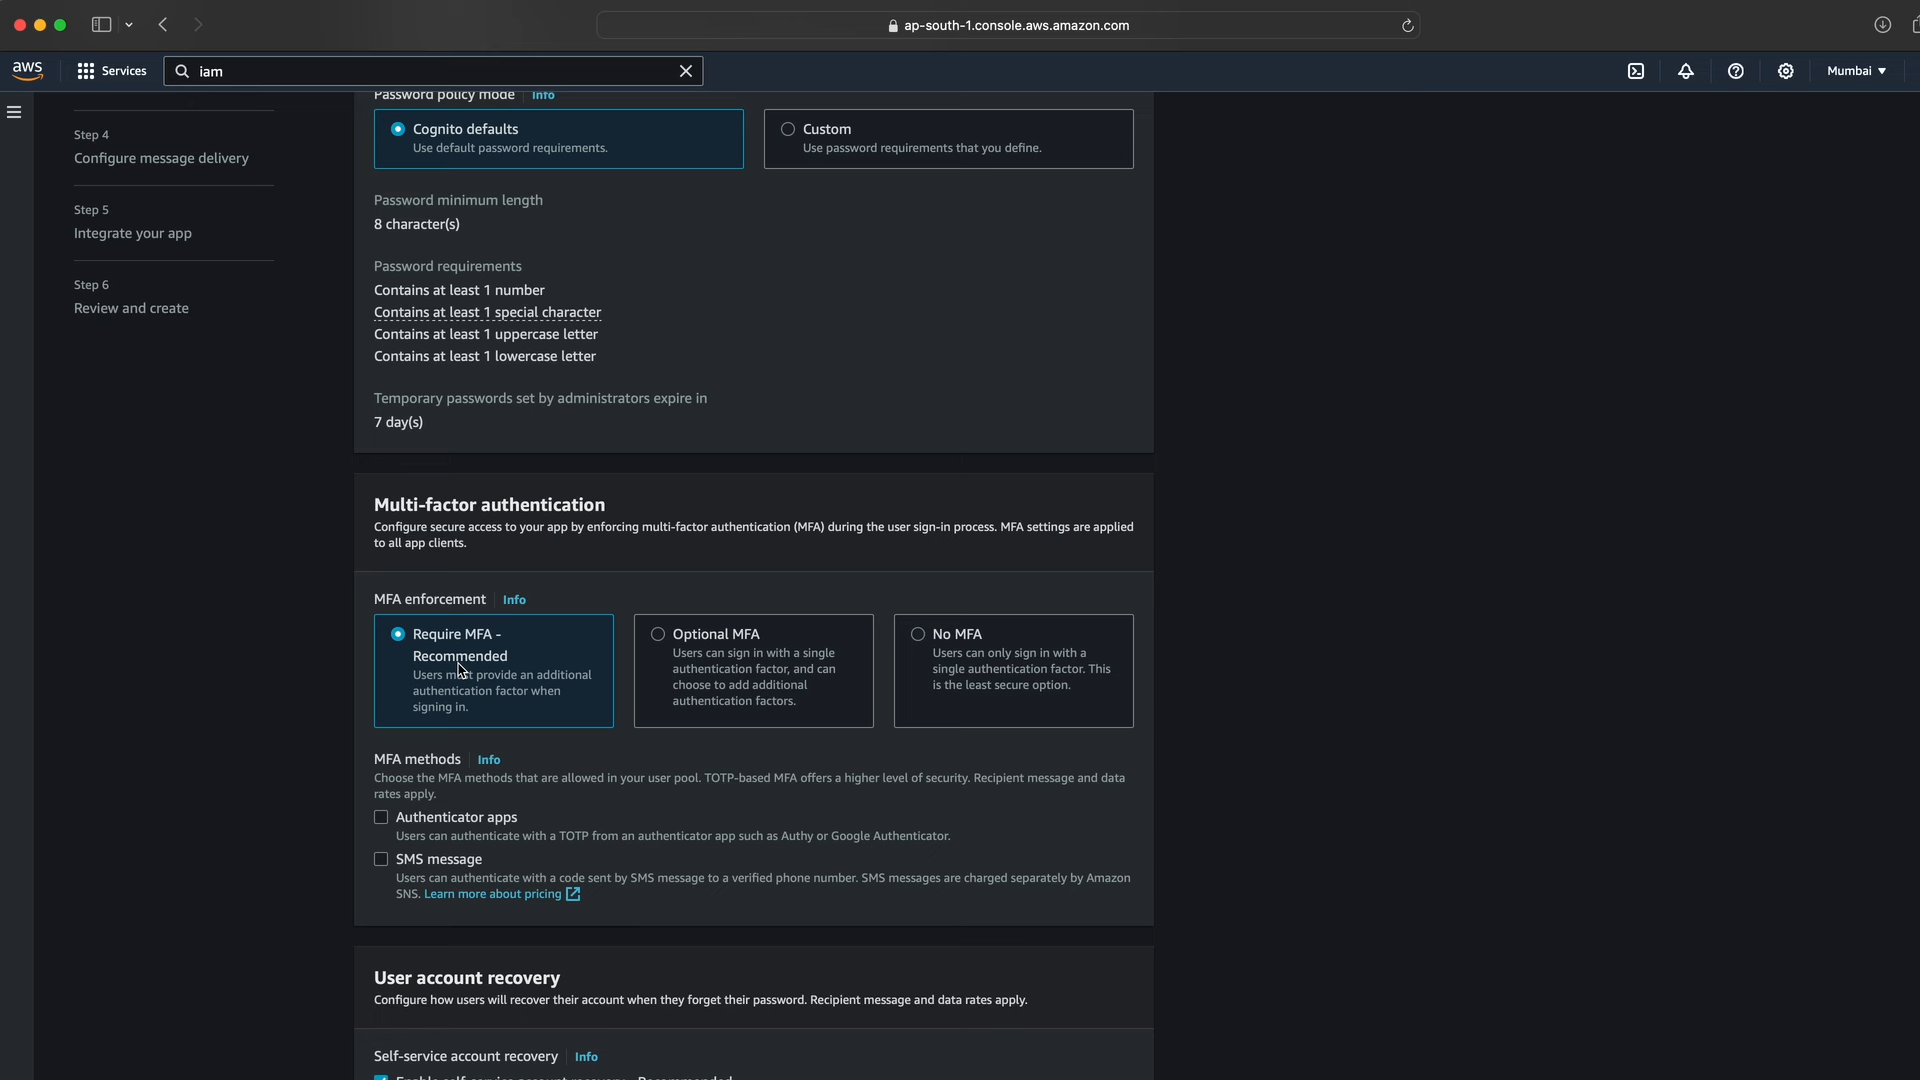 ap-south-1.console.aws.amazon.com
aws
Services
iam
Mumbai
Step 4
Configure message delivery
Step 5
Integrate your app
Step 6
Review and create
Password policy mode Info
Cognito defaults
Use default password requirements.
Custom
Use password requirements that you define.
Password minimum length
8 character(s)
Password requirements
Contains at least 1 number
Contains at least 1 special character
Contains at least 1 uppercase letter
Contains at least 1 lowercase letter
Temporary passwords set by administrators expire in
7 day(s)
Multi-factor authentication
Configure secure access to your app by enforcing multi-factor authentication (MFA) during the user sign-in process. MFA settings are applied
to all app clients.
MFA enforcement Info
Require MFA -
Recommended
Users must provide an additional
authentication factor when
signing in.
Optional MFA
Users can sign in with a single
authentication factor, and can
choose to add additional
authentication factors.
No MFA
Users can only sign in with a
single authentication factor. This
is the least secure option.
MFA methods Info
Choose the MFA methods that are allowed in your user pool. TOTP-based MFA offers a higher level of security. Recipient message and data
rates apply.
Authenticator apps
Users can authenticate with a TOTP from an authenticator app such as Authy or Google Authenticator.
SMS message
Users can authenticate with a code sent by SMS message to a verified phone number. SMS messages are charged separately by Amazon
SNS. Learn more about pricing
User account recovery
Configure how users will recover their account when they forget their password. Recipient message and data rates apply.
Self-service account recovery Info
Enable self-service account recovery - Recommended